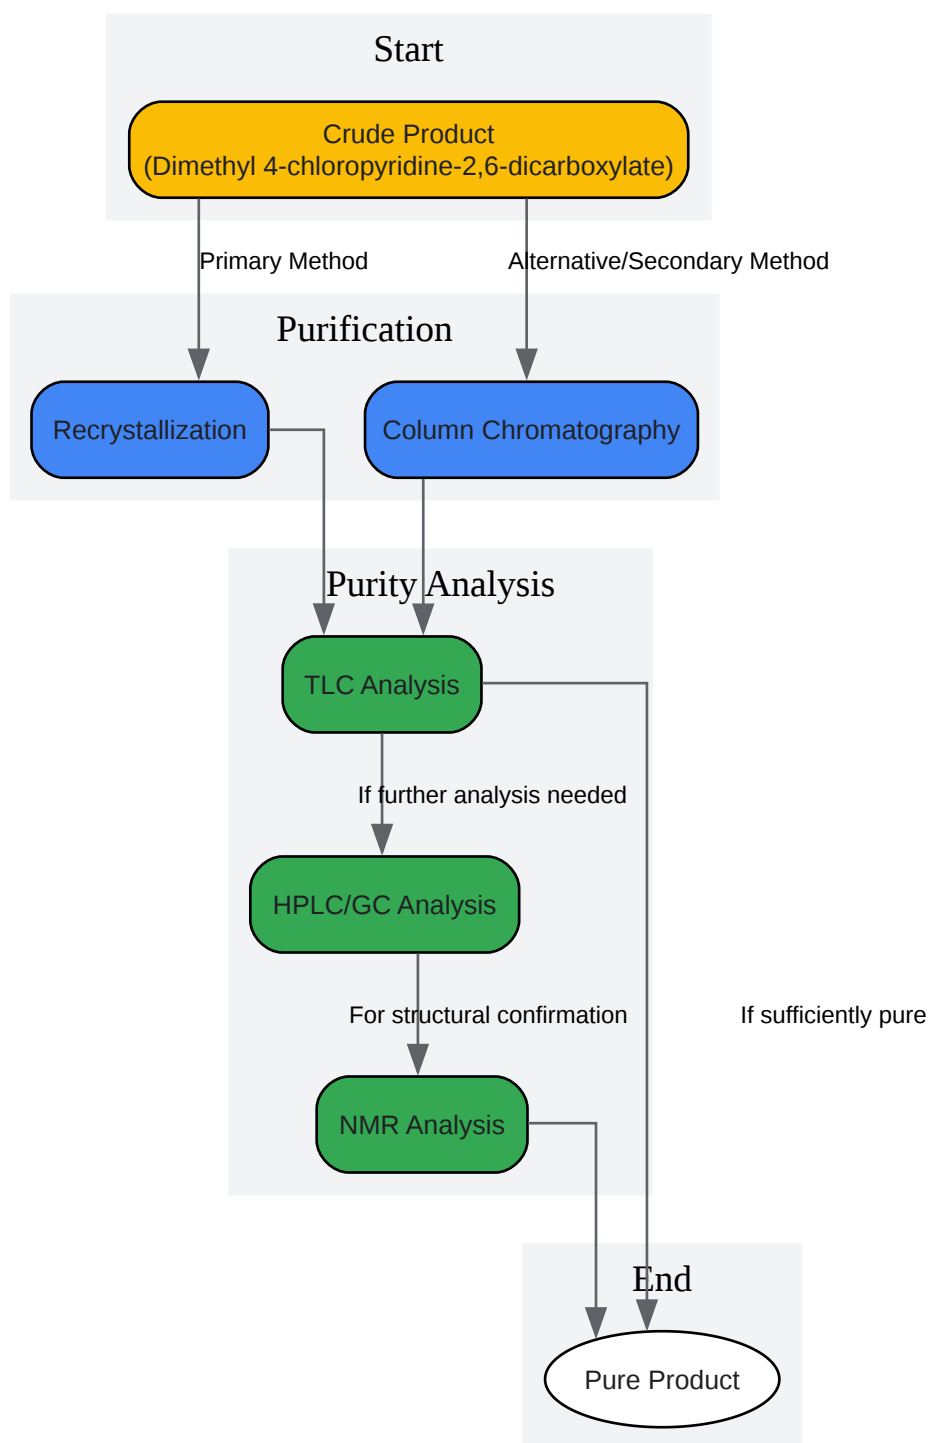 Start
Crude Product
(Dimethyl 4-chloropyridine-2,6-dicarboxylate)
Primary Method
Alternative/Secondary Method
Purification
Recrystallization
Column Chromatography
Purity Analysis
TLC Analysis
If further analysis needed
HPLC/GC Analysis
For structural confirmation
If sufficiently pure
NMR Analysis
End
Pure Product